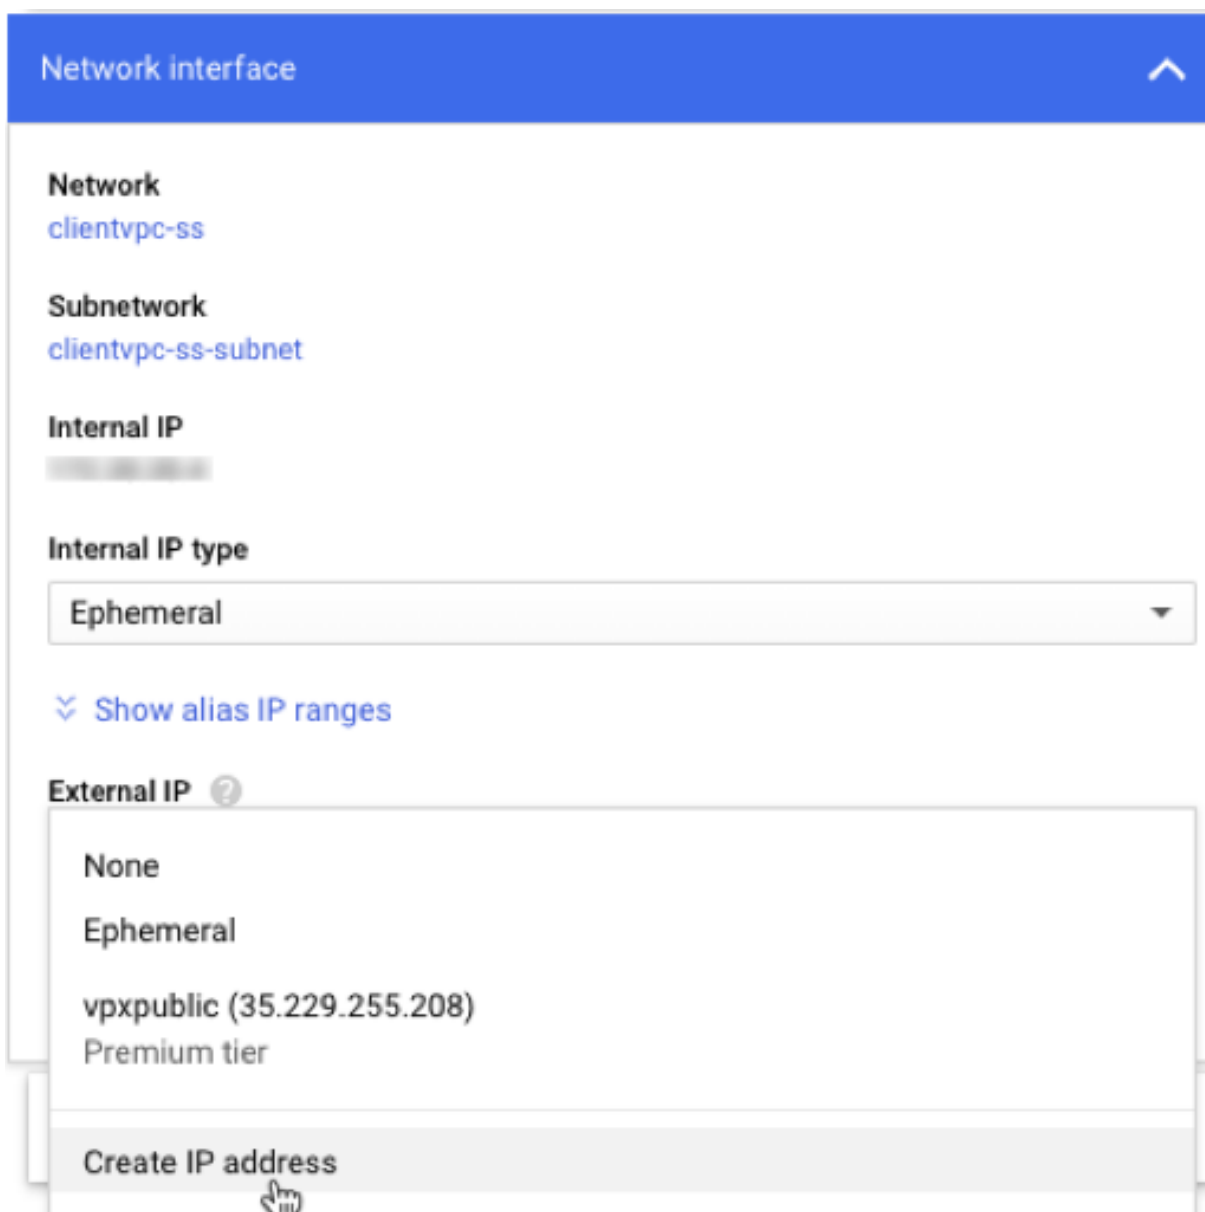 Network interface
Network
clientvpc-ss
Subnetwork
clientvpc-ss-subnet
Internal IP
Internal IP type
Ephemeral
Show alias IP ranges
External IP ?
None
Ephemeral
vpxpublic (35.229.255.208)
Premium tier
Create IP address